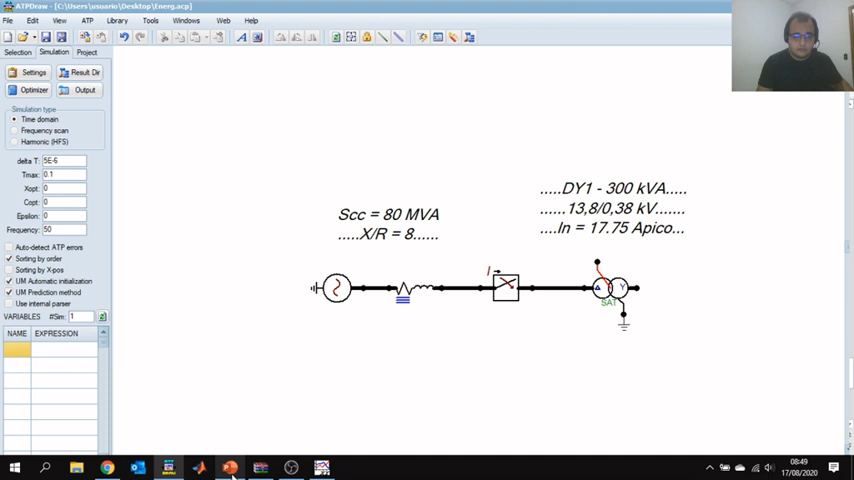 ATPDraw - [C:\Users\usuario\Desktop\Energ.acp]
File Edit View ATP Library Tools Windows Web Help
Selection Simulation Project
Settings Result Dir
Optimizer Output
Simulation type
Time domain
Frequency scan
Harmonic (HFS)
delta T: 5E-6
Tmax: 0.1
Xopt: 0
Copt: 0
Epsilon: 0
Frequency: 50
Auto-detect ATP errors
Sorting by order
Sorting by X-pos
UM Automatic initialization
UM Prediction method
Use internal parser
VARIABLES #Sim: 1
NAME EXPRESSION
Scc = 80 MVA
.....X/R = 8......
.....DY1 - 300 kVA.....
......13,8/0,38 kV.......
....In = 17.75 Apico...
I
Y
SAT
08:49
17/08/2020